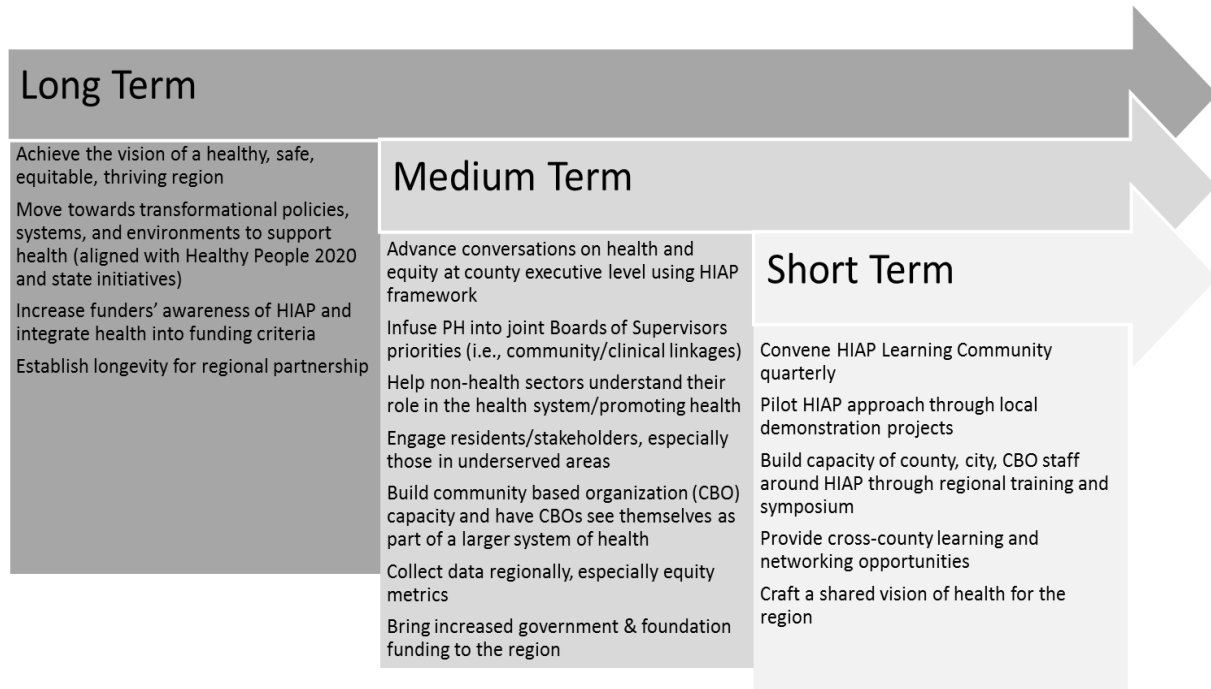 Long Term
Achieve the vision of a healthy, safe,
equitable, thriving region
Move towards transformational policies,
systems, and environments to support
health (aligned with Healthy People 2020
and state initiatives)
Increase funders’ awareness of HIAP and
integrate health into funding criteria
Establish longevity for regional partnership
Medium Term
Advance conversations on health and
equity at county executive level using HIAP
framework
Infuse PH into joint Boards of Supervisors
priorities (i.e., community/clinical linkages)
Help non-health sectors understand their
role in the health system/promoting health
Engage residents/stakeholders, especially
those in underserved areas
Build community based organization (CBO)
capacity and have CBOs see themselves as
part of a larger system of health
Collect data regionally, especially equity
metrics
Bring increased government & foundation
funding to the region
Short Term
Convene HIAP Learning Community
quarterly
Pilot HIAP approach through local
demonstration projects
Build capacity of county, city, CBO staff
around HIAP through regional training and
symposium
Provide cross-county learning and
networking opportunities
Craft a shared vision of health for the
region